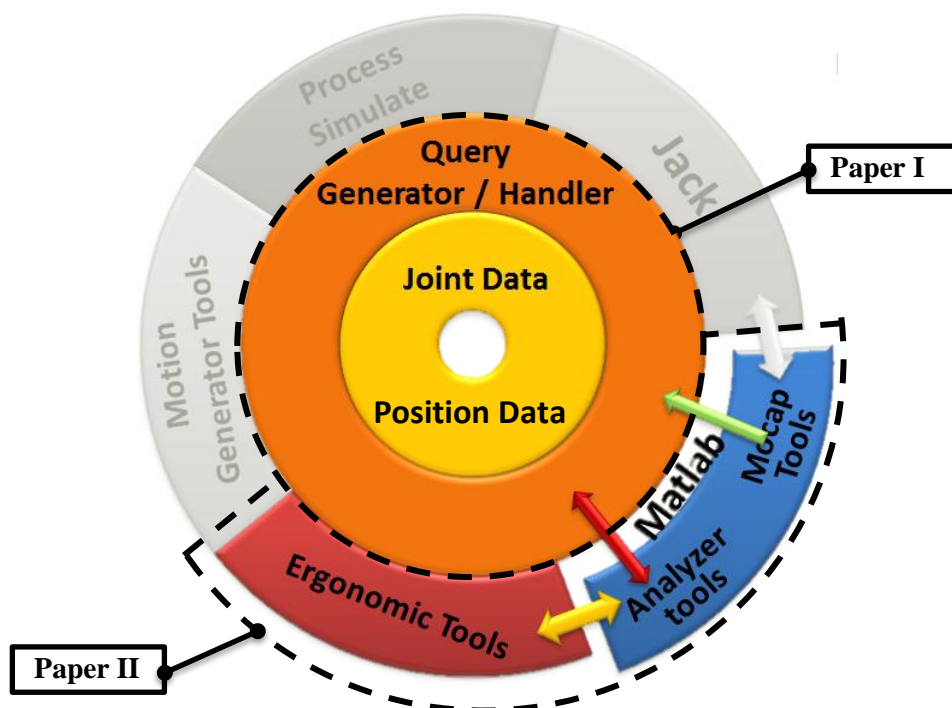 Process
Simulate
Jack
Paper I
Query
Generator / Handler
Joint Data
Position Data
Motion
Generator Tools
Matlab
Mocap
Tools
Analyzer
tools
Ergonomic Tools
Paper II